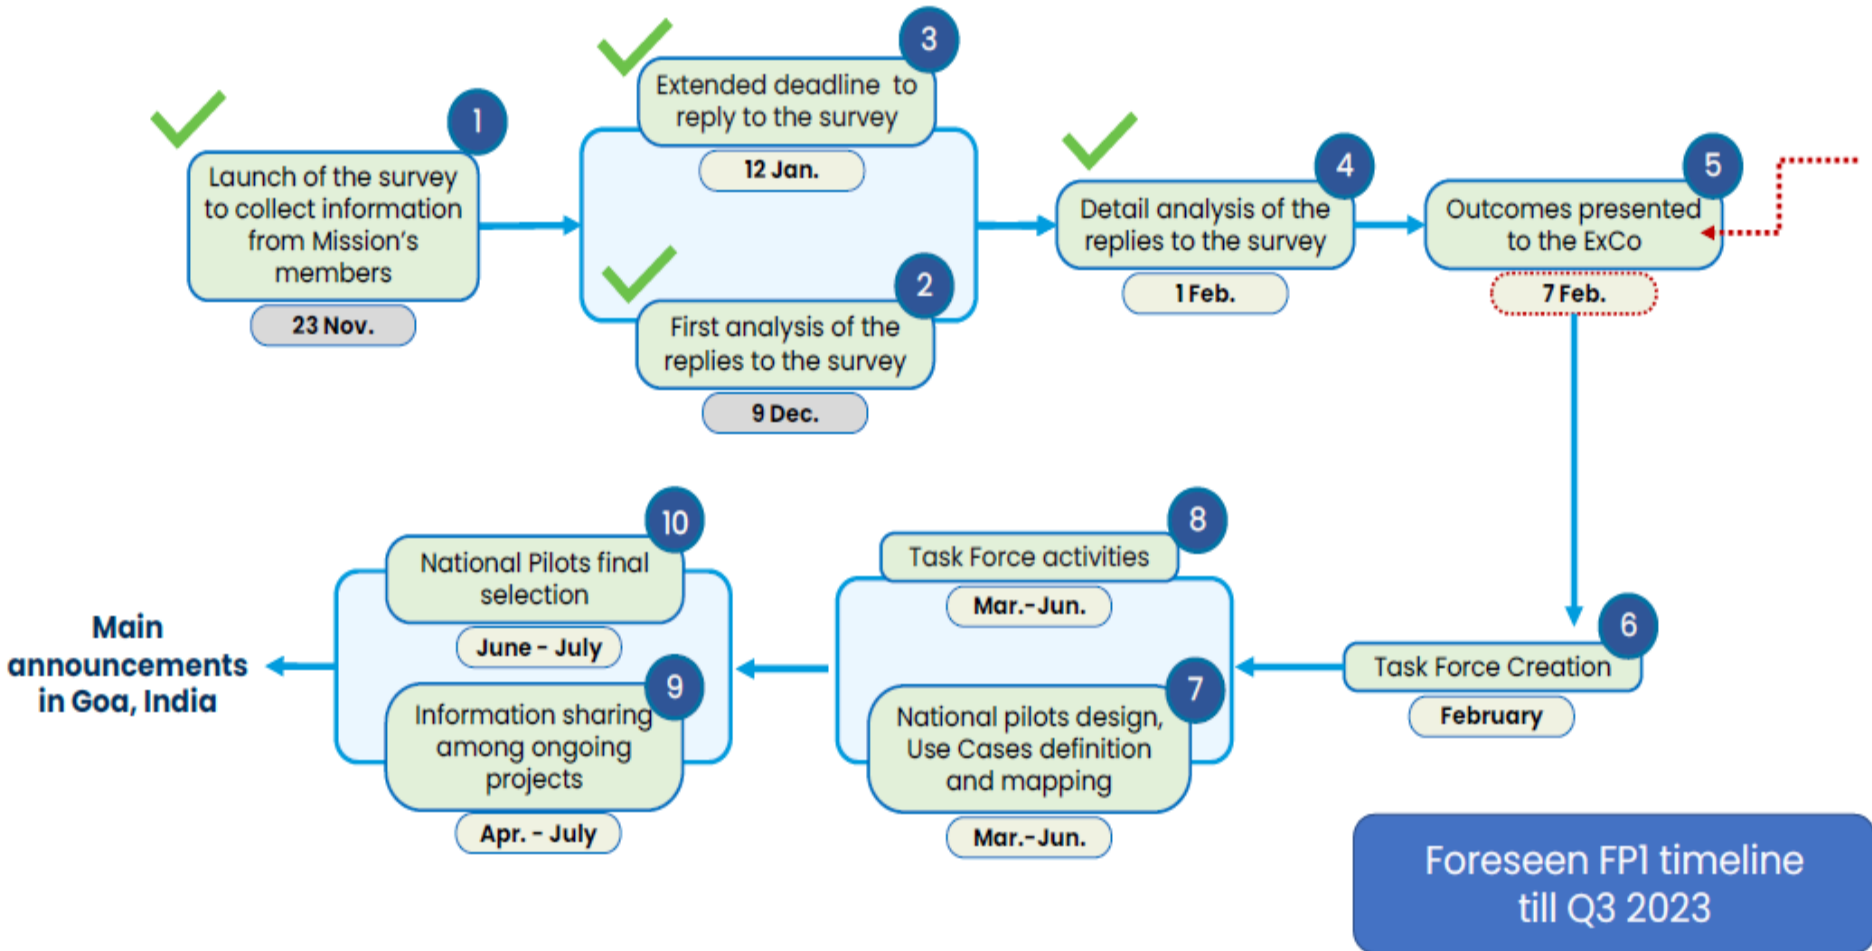 1
Launch of the survey
to collect information
from Mission's
members
23 Nov.
3
Extended deadline to
reply to the survey
12 Jan.
2
First analysis of the
replies to the survey
9 Dec.
4
Detail analysis of the
replies to the survey
1 Feb.
5
Outcomes presented
to the ExCo
7 Feb.
6
Task Force Creation
February
8
Task Force activities
Mar.-Jun.
7
National pilots design,
Use Cases definition
and mapping
Mar.-Jun.
10
National Pilots final
selection
June - July
9
Information sharing
among ongoing
projects
Apr. - July
Main
announcements
in Goa, India
Foreseen FP1 timeline
till Q3 2023